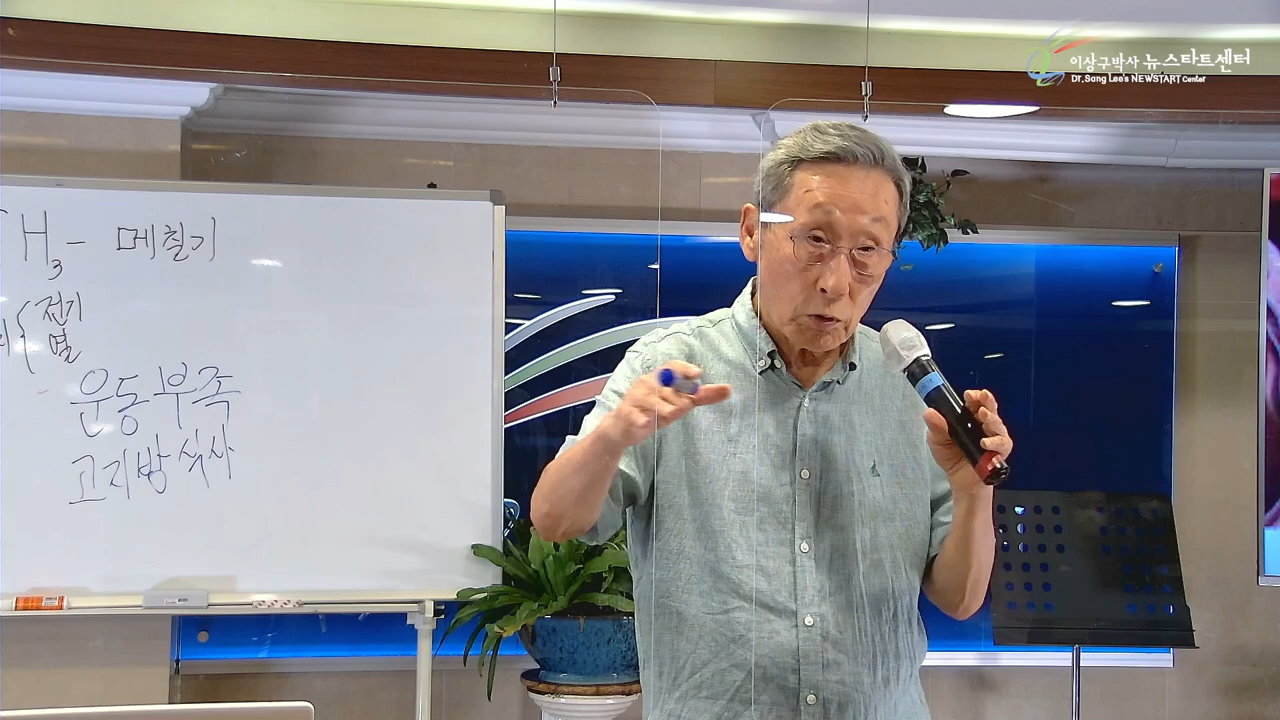 이상구박사 뉴스타트센터
Dr. Sang Lee's NEWSTART Center
H₃ - 메칠기
전기
열
운동부족
고지방 식사